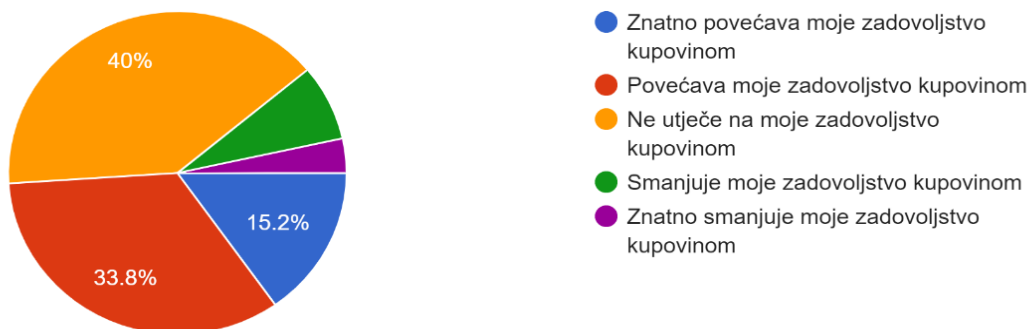 40%
33.8%
15.2%
Znatno povećava moje zadovoljstvo
kupovinom
Povećava moje zadovoljstvo kupovinom
Ne utječe na moje zadovoljstvo
kupovinom
Smanjuje moje zadovoljstvo kupovinom
Znatno smanjuje moje zadovoljstvo
kupovinom